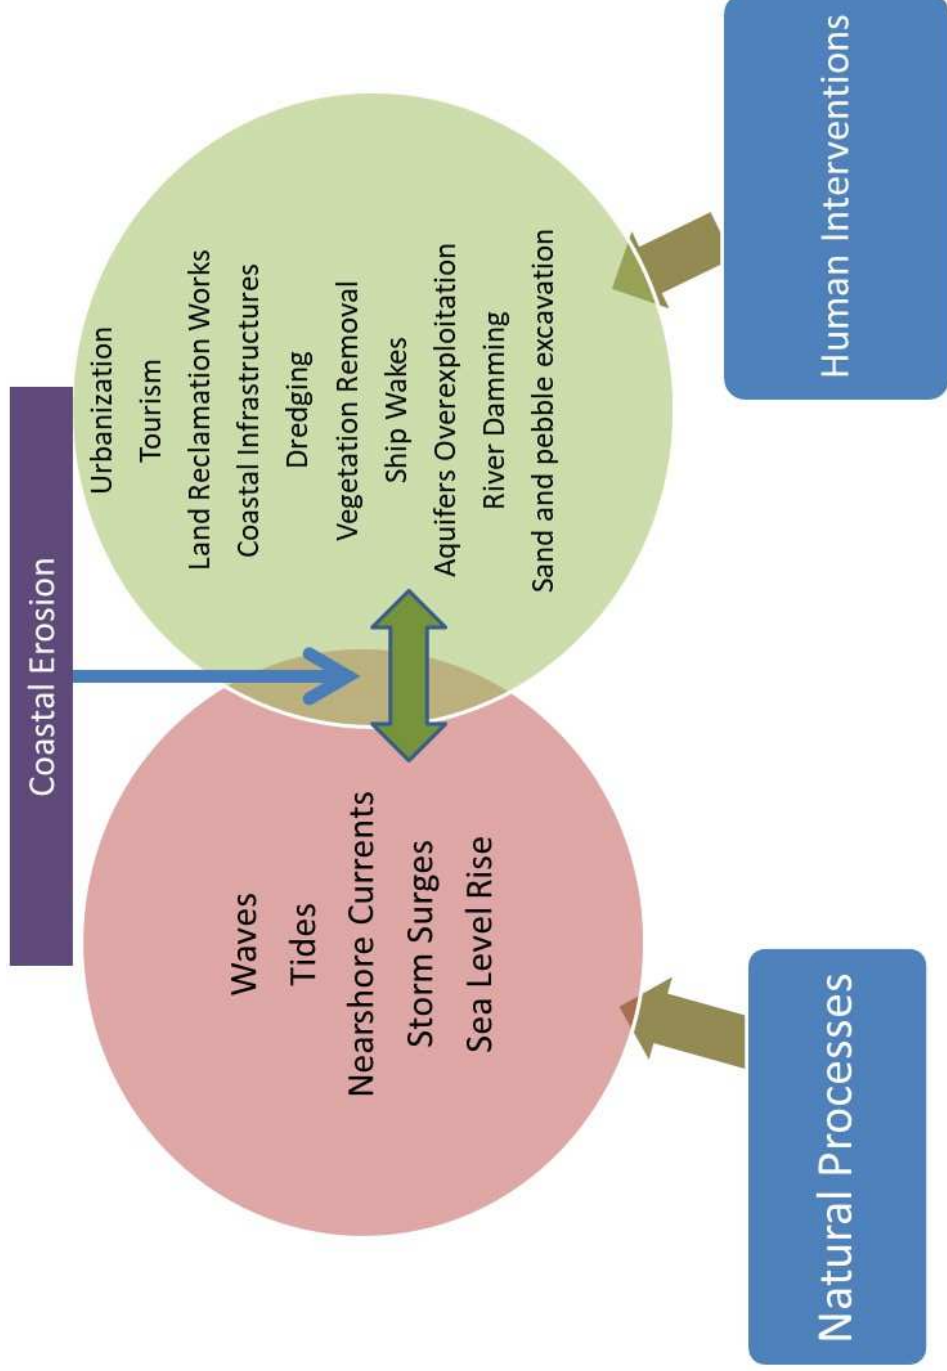 Coastal Erosion
Waves
Tides
Nearshore Currents
Storm Surges
Sea Level Rise
Urbanization
Tourism
Land Reclamation Works
Coastal Infrastructures
Dredging
Vegetation Removal
Ship Wakes
Aquifers Overexploitation
River Damming
Sand and pebble excavation
Natural Processes
Human Interventions